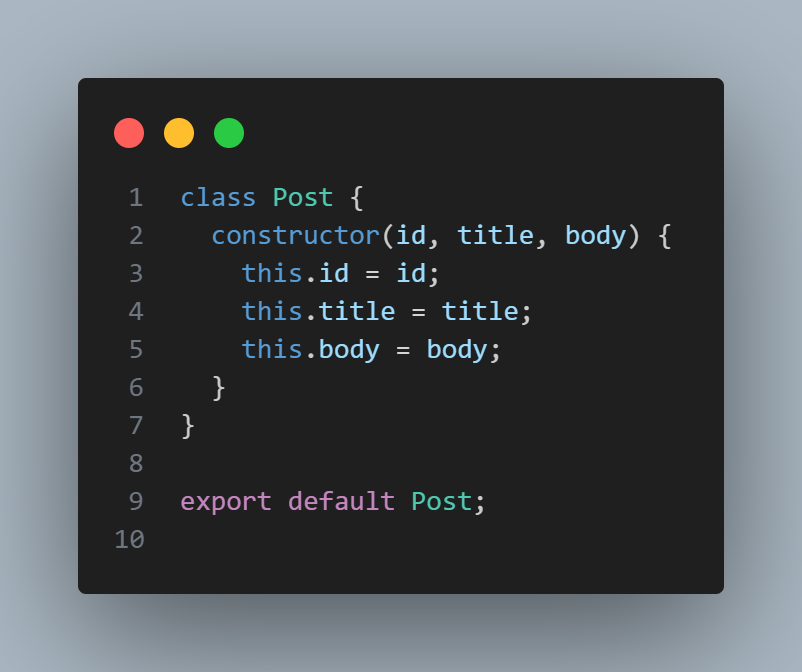 1 class Post {
2   constructor(id, title, body) {
3     this.id = id;
4     this.title = title;
5     this.body = body;
6   }
7 }
8
9 export default Post;
10